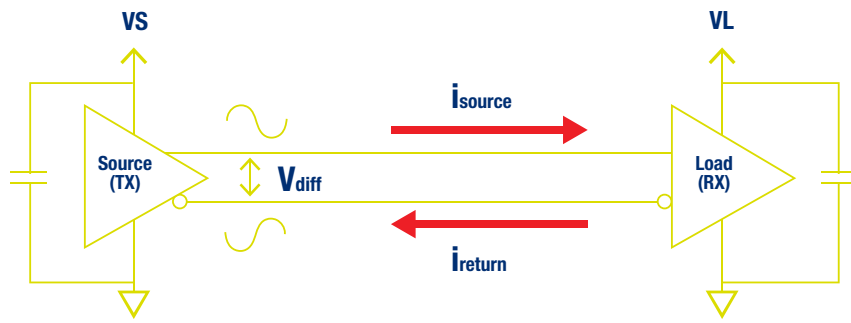 VS
VL
isource
Source
(TX)
Load
(RX)
Vdiff
ireturn